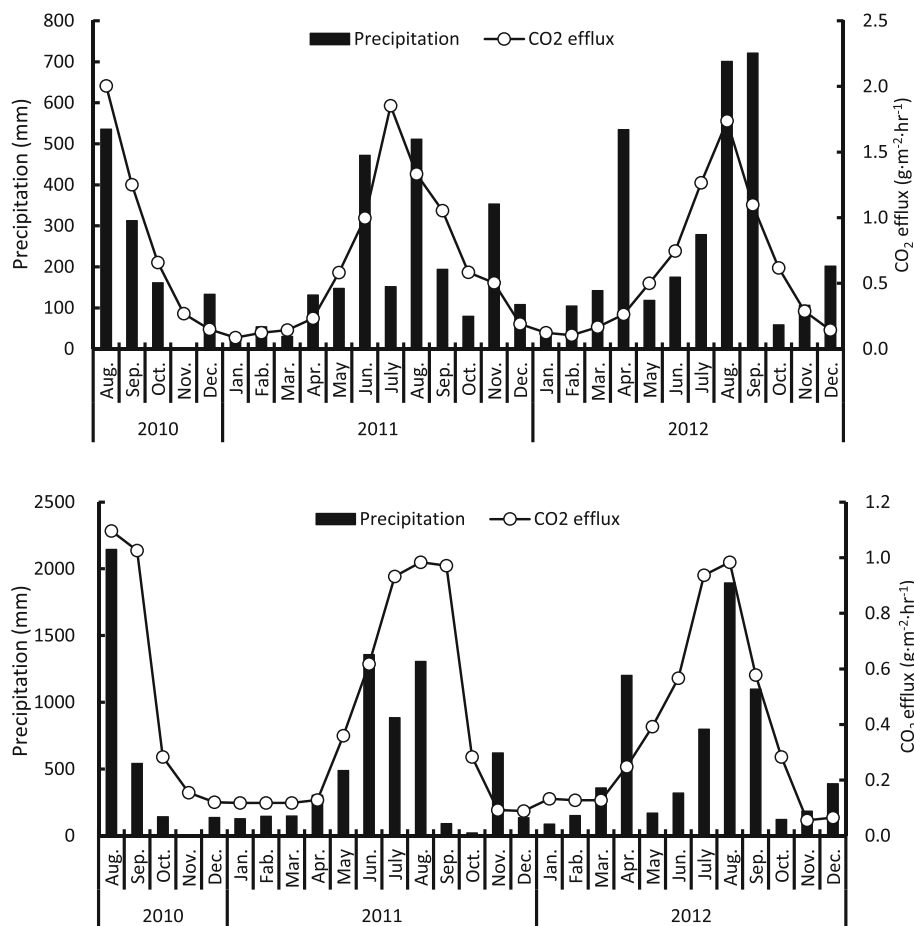 Precipitation CO2 efflux
Precipitation (mm)
800
700
600
500
400
300
200
100
0
CO₂ efflux (g·m⁻²·hr⁻¹)
2.5
2.0
1.5
1.0
0.5
0.0
Aug. Sep. Oct. Nov. Dec. Jan. Fab. Mar. Apr. May Jun. July Aug. Sep. Oct. Nov. Dec. Jan. Feb. Mar. Apr. May Jun. July Aug. Sep. Oct. Nov. Dec.
2010 2011 2012
Precipitation CO2 efflux
Precipitation (mm)
2500
2000
1500
1000
500
0
CO₂ efflux (g·m⁻²·hr⁻¹)
1.2
1.0
0.8
0.6
0.4
0.2
0.0
Aug. Sep. Oct. Nov. Dec. Jan. Fab. Mar. Apr. May Jun. July Aug. Sep. Oct. Nov. Dec. Jan. Feb. Mar. Apr. May Jun. July Aug. Sep. Oct. Nov. Dec.
2010 2011 2012